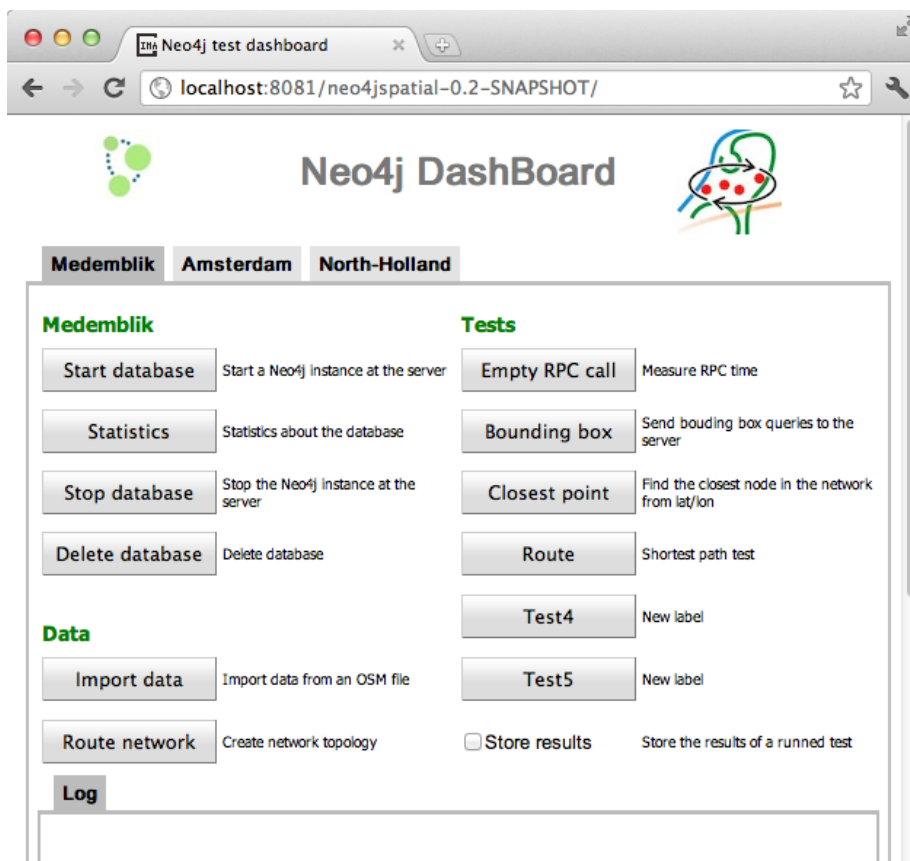 Neo4j test dashboard
localhost:8081/neo4jspatial-0.2-SNAPSHOT/
Neo4j DashBoard
Medemblik Amsterdam North-Holland
Medemblik
Start database Start a Neo4j instance at the server
Statistics Statistics about the database
Stop database Stop the Neo4j instance at the
server
Delete database Delete database
Data
Import data Import data from an OSM file
Route network Create network topology
Tests
Empty RPC call Measure RPC time
Bounding box Send bouding box queries to the
server
Closest point Find the closest node in the network
from lat/lon
Route Shortest path test
Test4 New label
Test5 New label
Store results Store the results of a runned test
Log